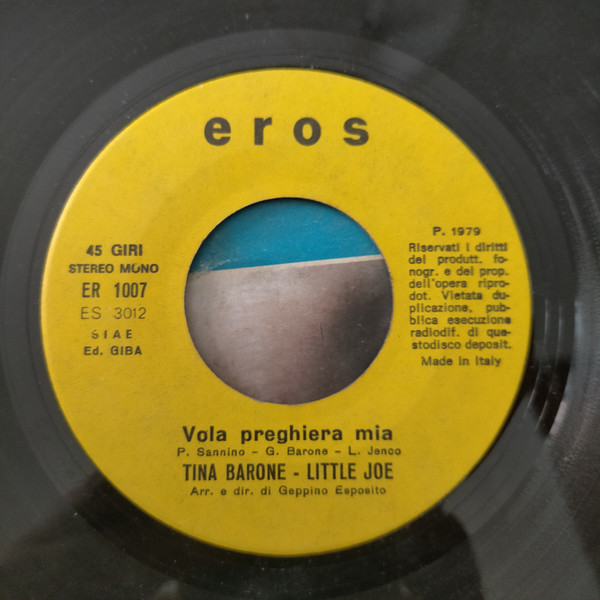 eros
45 GIRI
STEREO MONO
ER 1007
ES 3012
SIAE
Ed. GIBA
P. 1979
Riservati i diritti
del produtt. fo-
nogr. e del prop.
dell'opera ripro-
dot. Vietata du-
plicazione, pub-
blica esecuzione
radiodif. di que-
stodisco deposit.
Made in Italy
Vola preghiera mia
P. Sannino - G. Barone - L. Jenco
TINA BARONE - LITTLE JOE
Arr. e dir. di Geppino Esposito